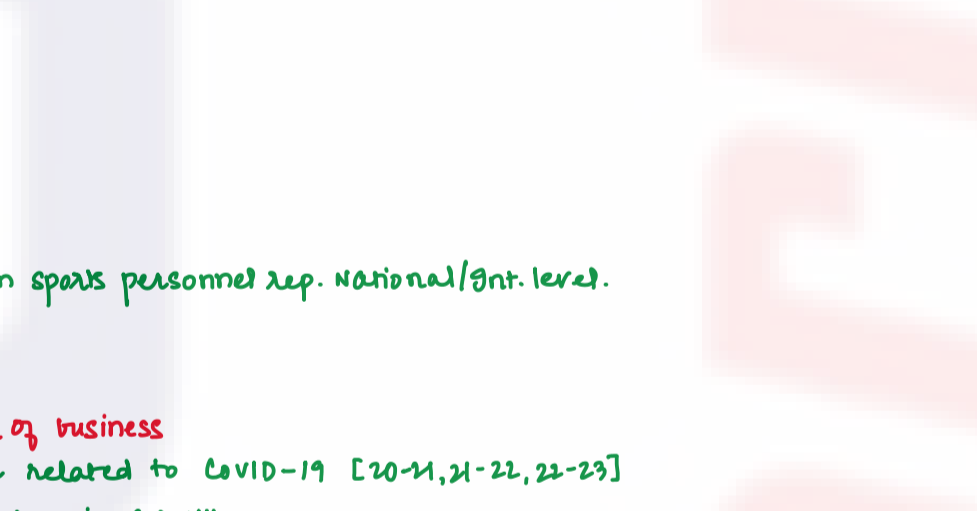 n sports personnel rep. National/Int. level.
of business
related to COVID-19 [20-21, 21-22, 22-23]